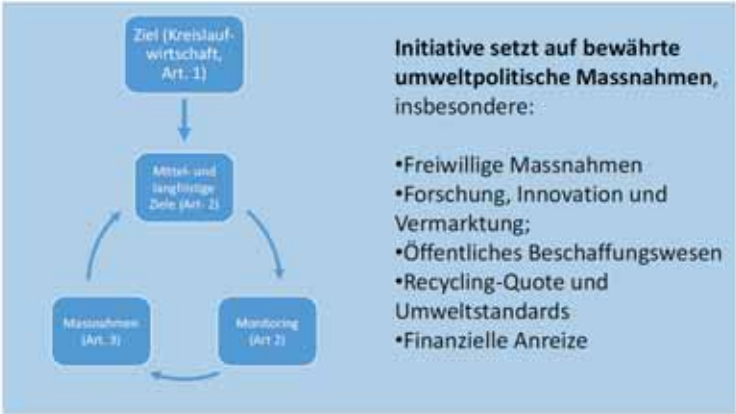 Ziel (Kreislauf-
wirtschaft,
Art. 1)
Mittel- und
langfristige
Ziele (Art. 2)
Massnahmen
(Art. 3)
Monitoring
(Art 2)
Initiative setzt auf bewährte
umweltpolitische Massnahmen,
insbesondere:
•Freiwillige Massnahmen
•Forschung, Innovation und
Vermarktung;
•Öffentliches Beschaffungswesen
•Recycling-Quote und
Umweltstandards
•Finanzielle Anreize